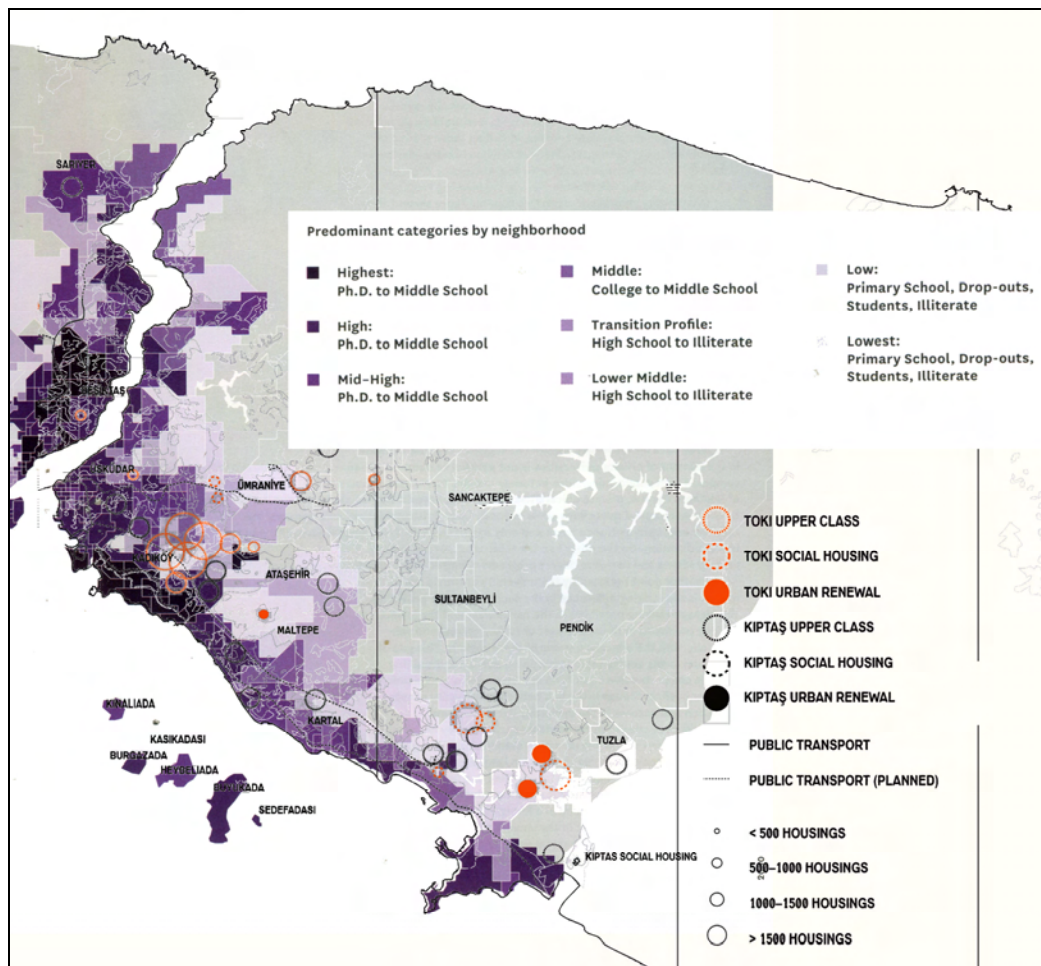 SARIYER
Predominant categories by neighborhood
Highest:
Ph.D. to Middle School
High:
Ph.D. to Middle School
Mid-High:
Ph.D. to Middle School
Middle:
College to Middle School
Transition Profile:
High School to Illiterate
Lower Middle:
High School to Illiterate
Low:
Primary School, Drop-outs,
Students, Illiterate
Lowest:
Primary School, Drop-outs,
Students, Illiterate
BEŞİKTAŞ
ÜSKÜDAR
ÜMRANİYE
SANCAKTEPE
KADIKÖY
ATAŞEHİR
SULTANBEYLİ
MALTEPE
PENDİK
KARTAL
TUZLA
KINALIADA
KASIKADASI
BURGAZADA
HEYBELIADA
BÜYÜKADA
SEDEFADASI
KIPTAS SOCIAL HOUSING
TOKI UPPER CLASS
TOKI SOCIAL HOUSING
TOKI URBAN RENEWAL
KIPTAŞ UPPER CLASS
KIPTAŞ SOCIAL HOUSING
KIPTAŞ URBAN RENEWAL
PUBLIC TRANSPORT
PUBLIC TRANSPORT (PLANNED)
< 500 HOUSINGS
500–1000 HOUSINGS
1000–1500 HOUSINGS
> 1500 HOUSINGS